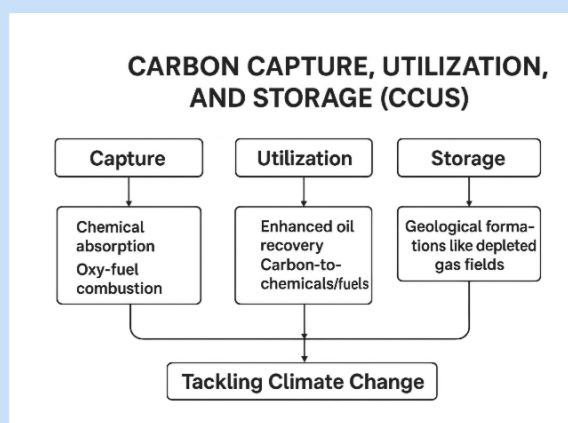 CARBON CAPTURE, UTILIZATION,
AND STORAGE (CCUS)
Capture
Utilization
Storage
Chemical
absorption
Oxy-fuel
combustion
Enhanced oil
recovery
Carbon-to-
chemicals/fuels
Geological forma-
tions like depleted
gas fields
Tackling Climate Change